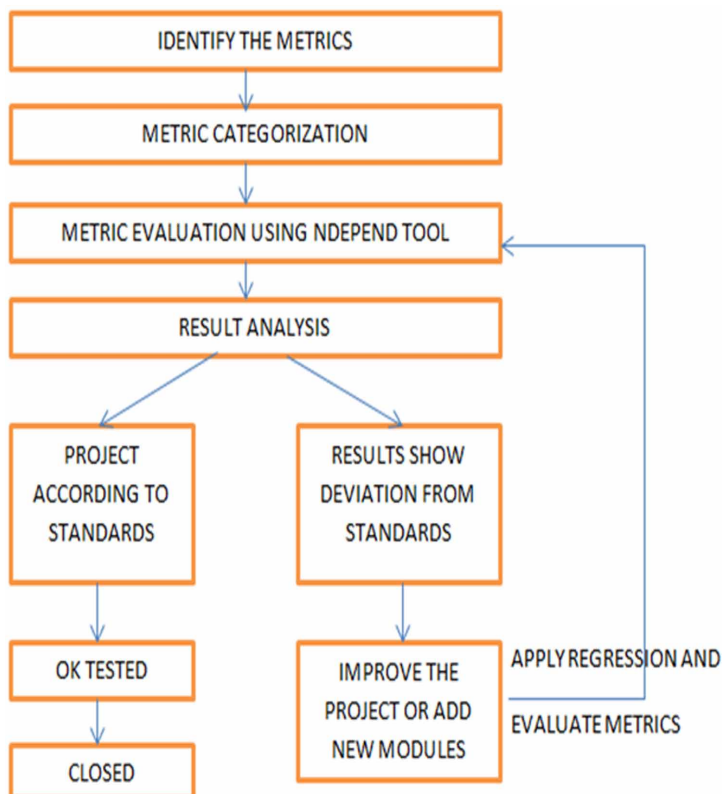 IDENTIFY THE METRICS
METRIC CATEGORIZATION
METRIC EVALUATION USING NDEPEND TOOL
RESULT ANALYSIS
PROJECT
ACCORDING TO
STANDARDS
RESULTS SHOW
DEVIATION FROM
STANDARDS
OK TESTED
IMPROVE THE
PROJECT OR ADD
NEW MODULES
APPLY REGRESSION AND
EVALUATE METRICS
CLOSED